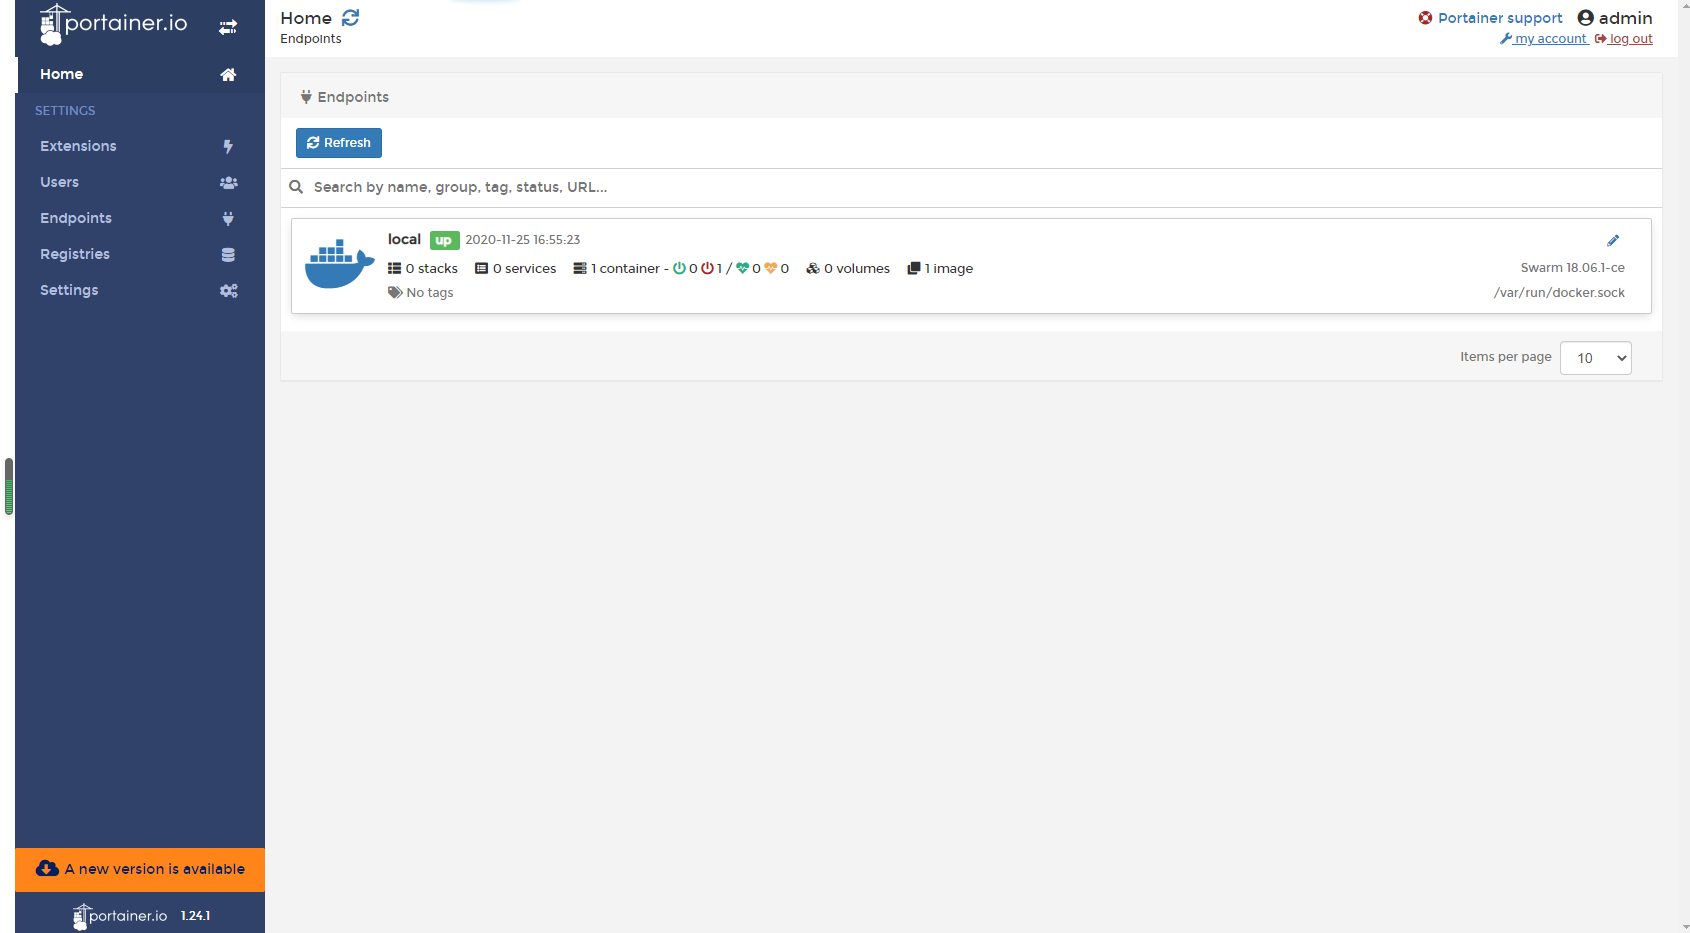 portainer.io
Home
SETTINGS
Extensions
Users
Endpoints
Registries
Settings
A new version is available
portainer.io 1.24.1
Home
Endpoints
Portainer support admin
my account log out
Endpoints
Refresh
Search by name, group, tag, status, URL...
local up 2020-11-25 16:55:23
0 stacks 0 services 1 container - 0 1 / 0 0 0 volumes 1 image
No tags
Swarm 18.06.1-ce
/var/run/docker.sock
Items per page 10